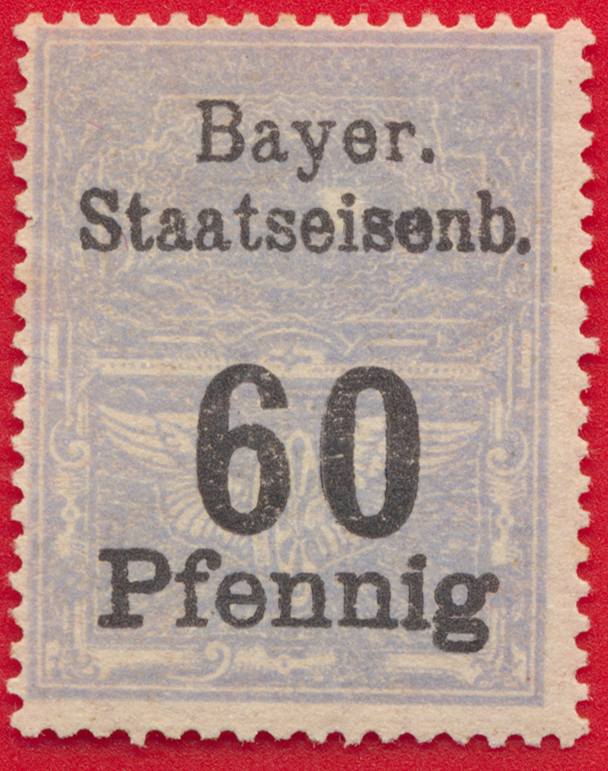 Bayer.
Staatseisenb.
60
Pfennig